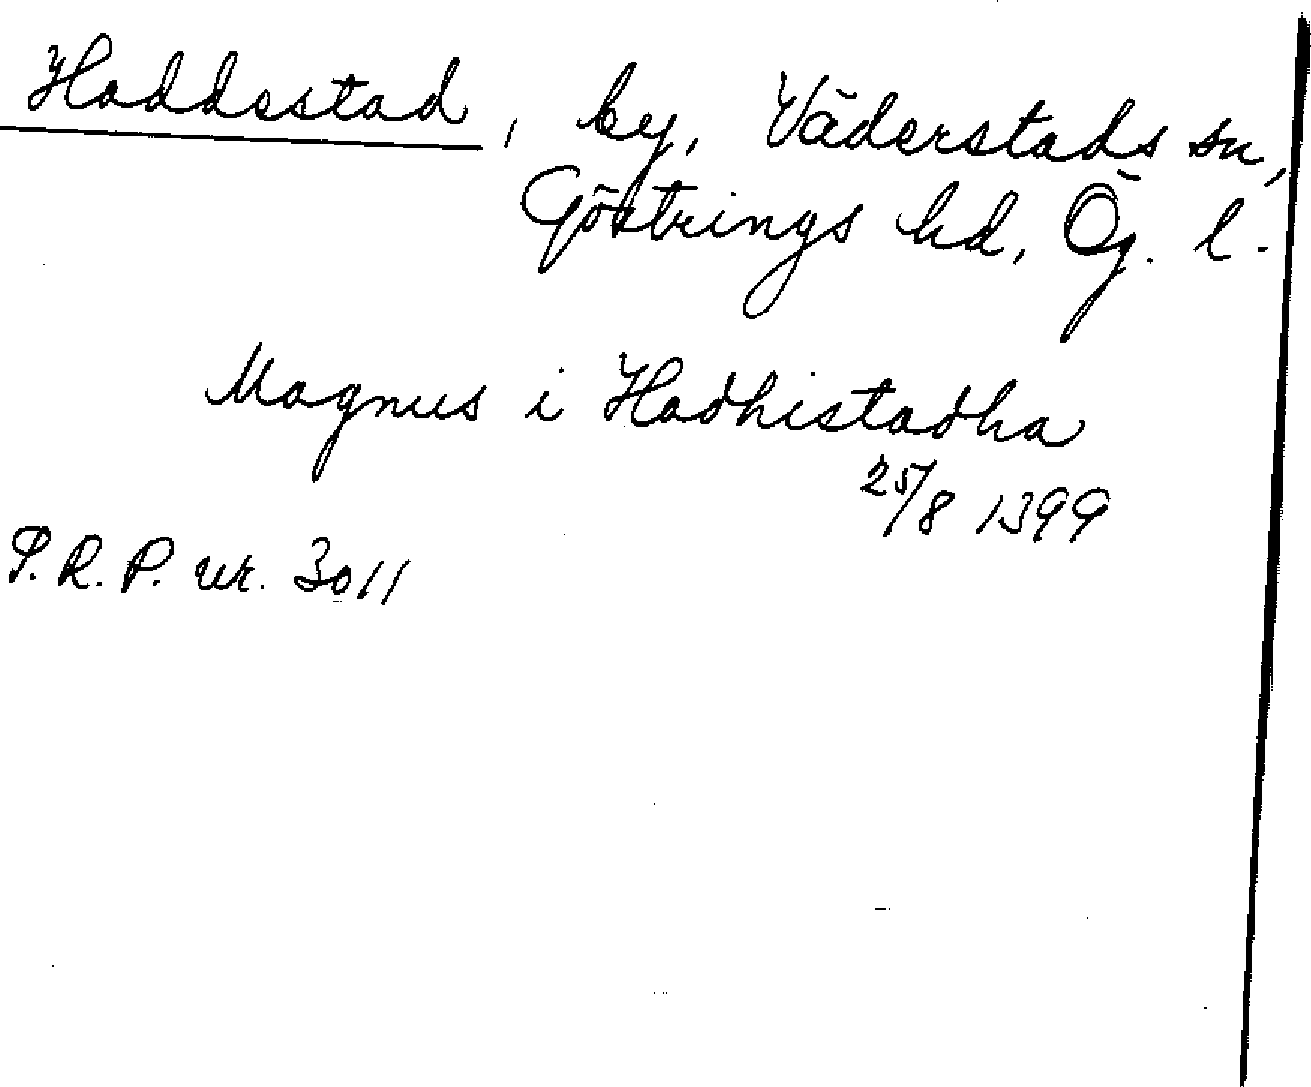 Haddestad, by, Väderstads sn,
Göstrings hd, Ög. l.
Magnus i Hadhistadha
25/8 1399
P.R.P. nr. 3011